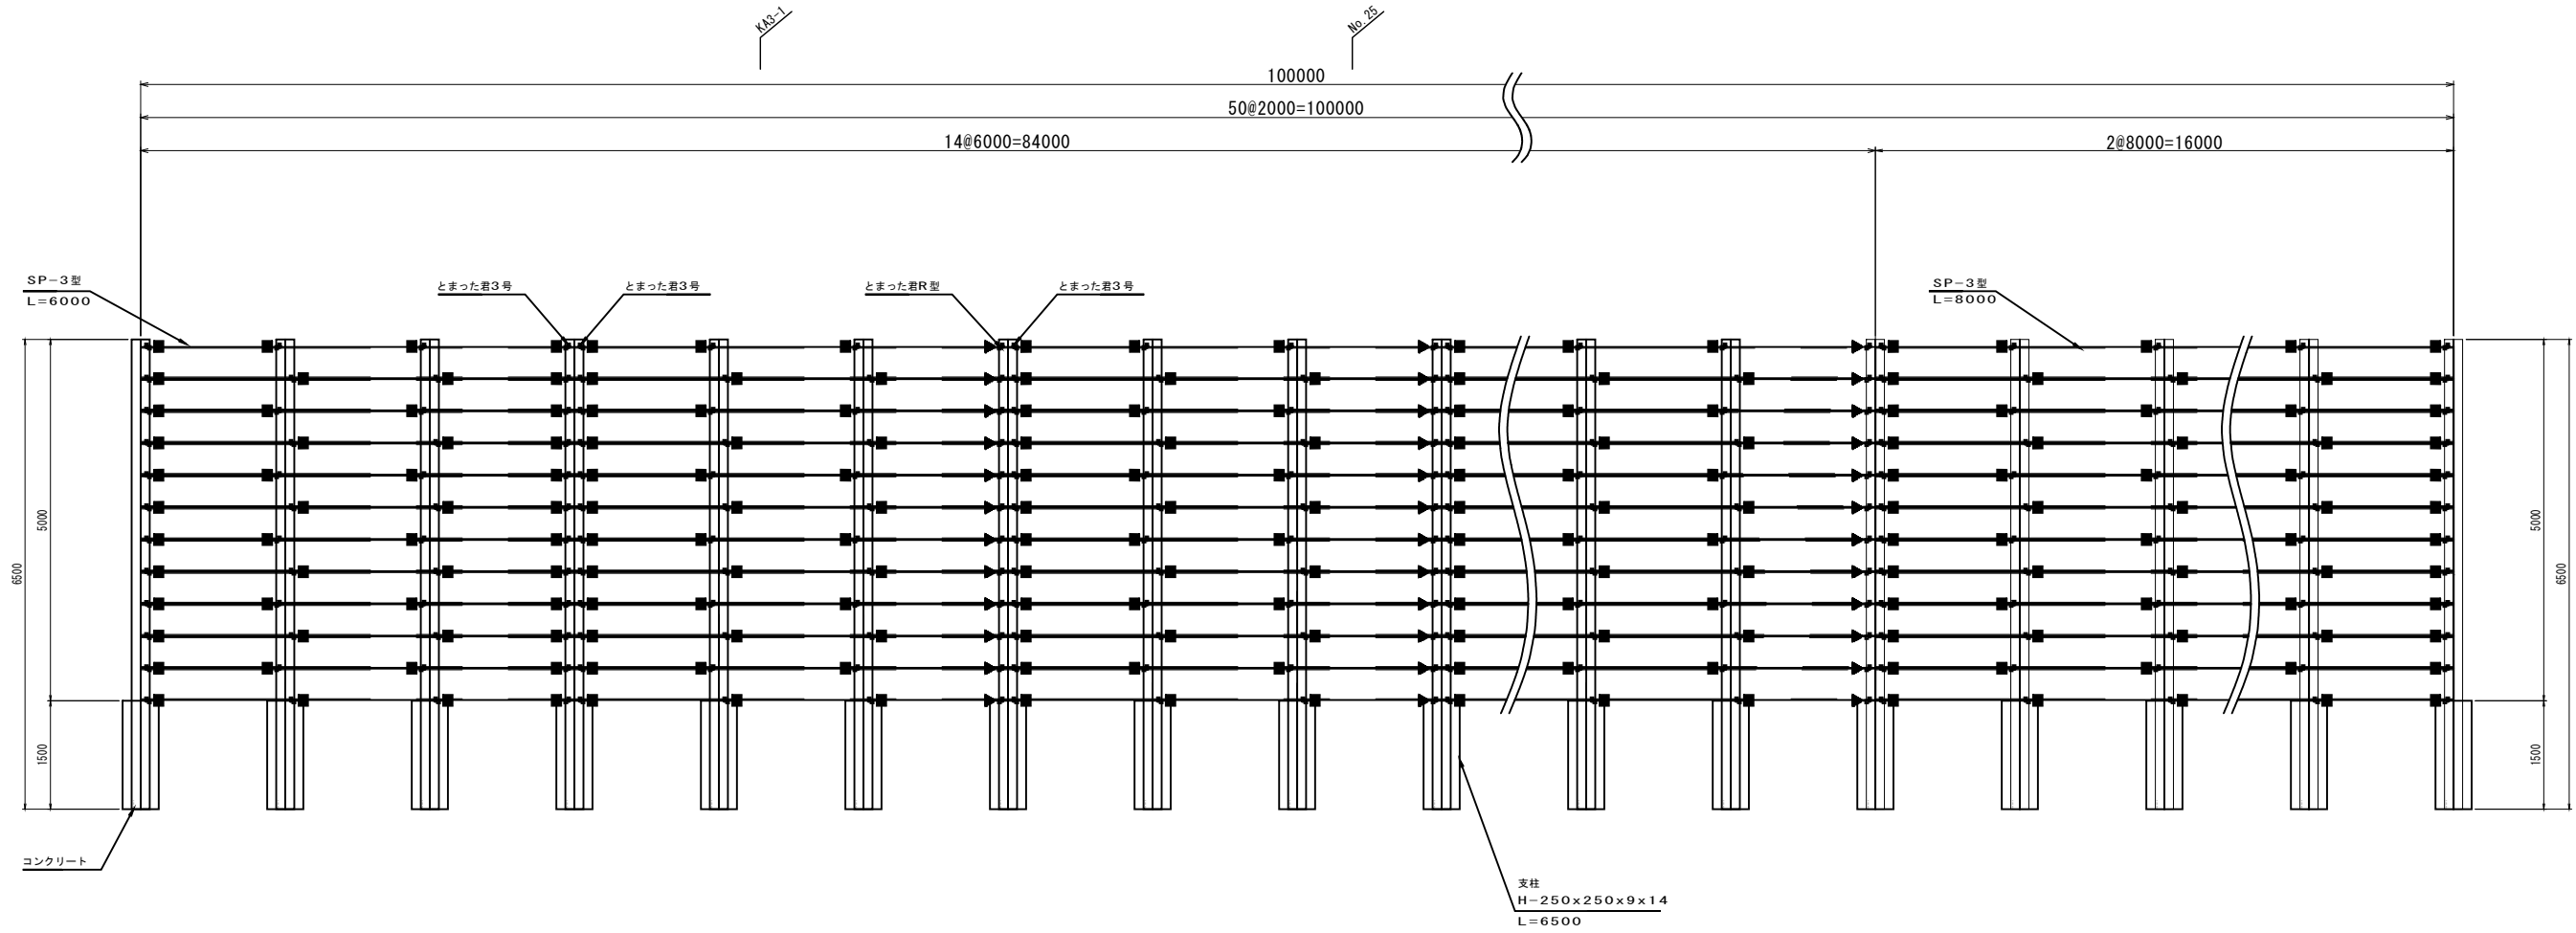 KA3-1
No.25
100000
50@2000=100000
14@6000=84000
2@8000=16000
SP-3型
L=6000
とまった君3号
とまった君3号
とまった君R型
とまった君3号
SP-3型
L=8000
5000
6500
1500
5000
6500
1500
コンクリート
支柱
H-250x250x9x14
L=6500